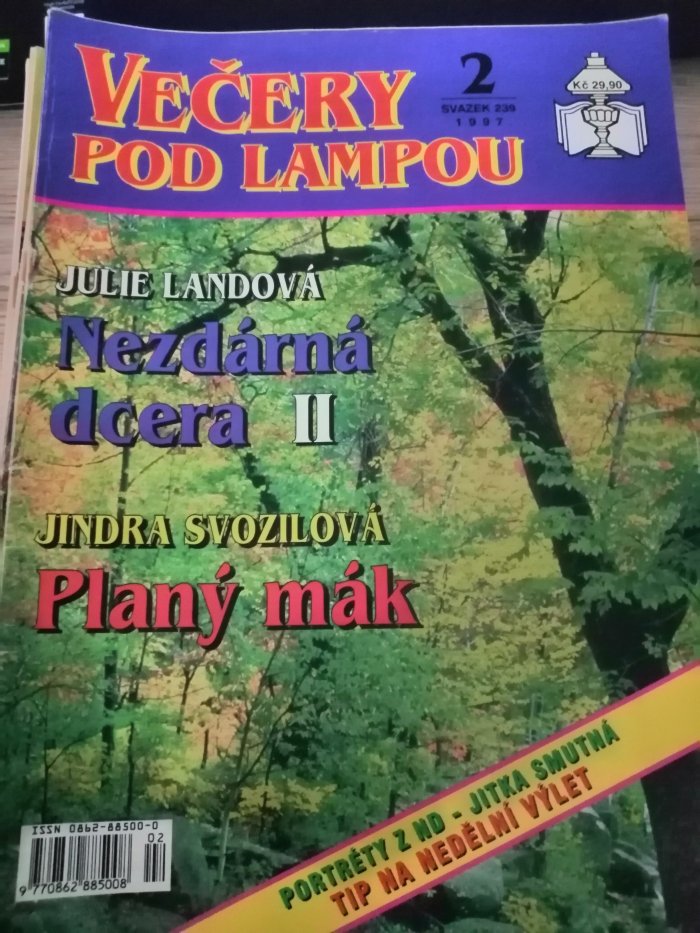 VEČERY
POD LAMPOU
2
SVAZEK 239
1997
Kč 29,90
JULIE LANDOVÁ
Nezdárná
dcera II
JINDRA SVOZILOVÁ
Planý mák
PORTRÉTY Z ND - JITKA SMUTNÁ
TIP NA NEDĚLNÍ VÝLET
ISSN 0862-88500-0
02
9 770862 885008